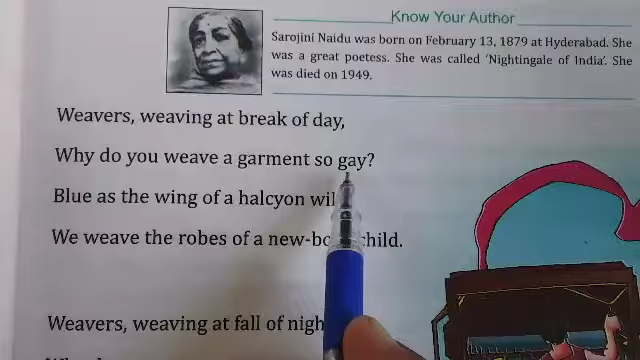 Know Your Author
Sarojini Naidu was born on February 13, 1879 at Hyderabad. She
was a great poetess. She was called 'Nightingale of India'. She
was died on 1949.
Weavers, weaving at break of day,
Why do you weave a garment so gay?
Blue as the wing of a halcyon
We weave the robes of a child.
Weavers, weaving at fall of